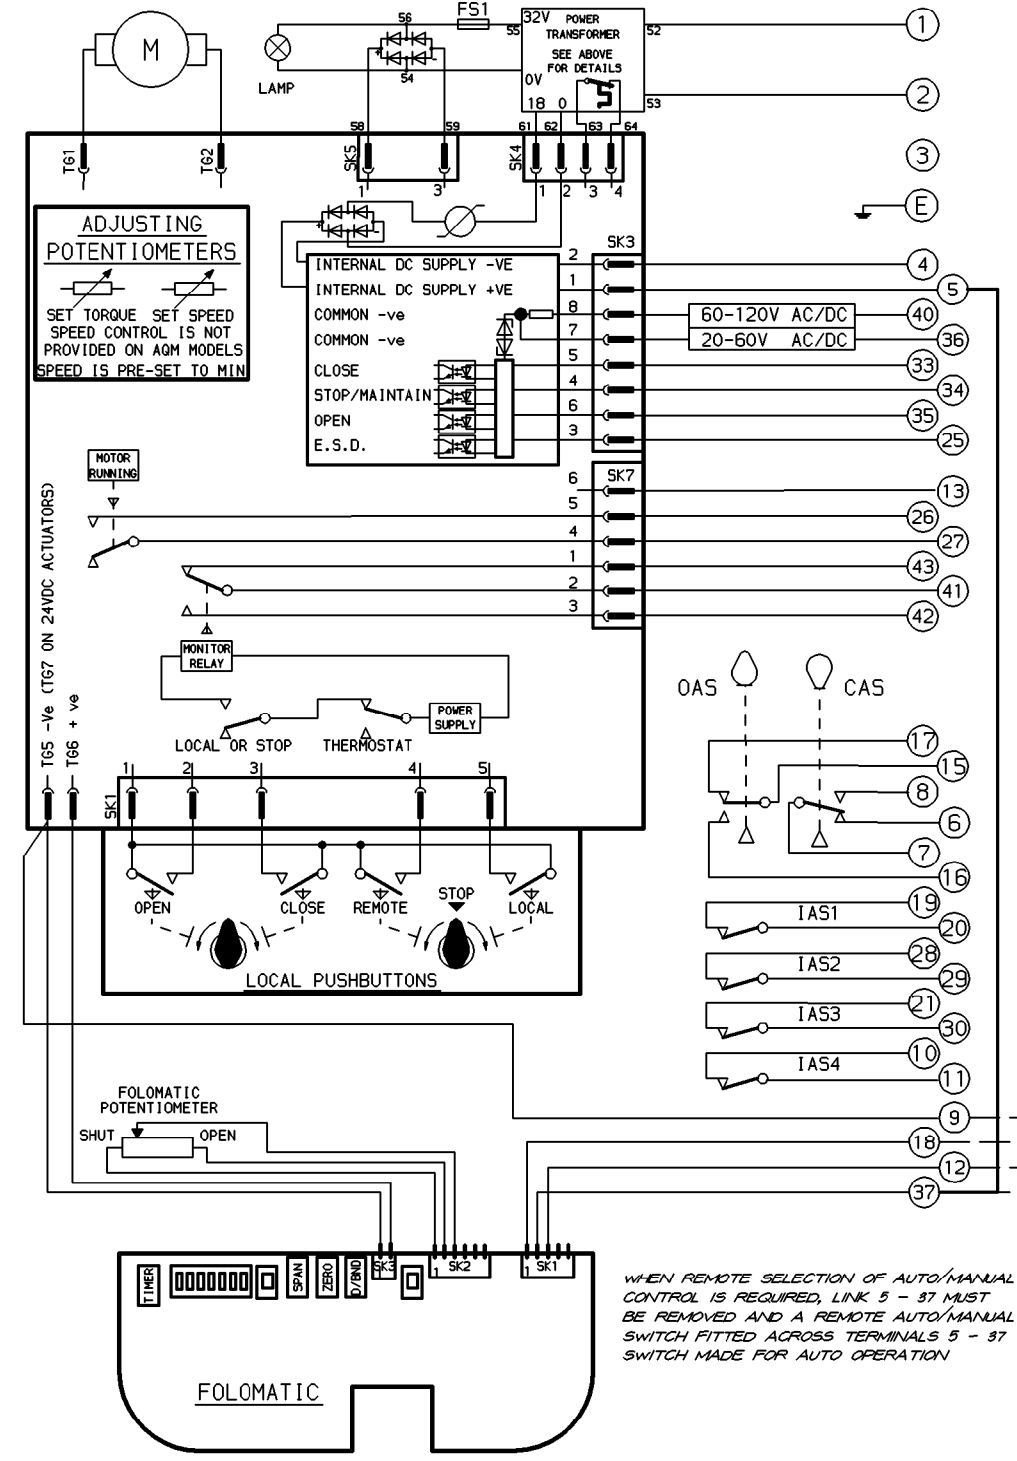 56
FS1
55
32V
POWER
TRANSFORMER
SEE ABOVE
FOR DETAILS
0V
18 0
52
53
1
2
3
E
M
LAMP
54
+ -
58 59
61 62 63 64
TG1
TG2
SK5
SK4
1 3
1 2 3 4
ADJUSTING
POTENTIOMETERS
SET TORQUE SET SPEED
SPEED CONTROL IS NOT
PROVIDED ON AQM MODELS
SPEED IS PRE-SET TO MIN
+ -
SK3
INTERNAL DC SUPPLY -VE 2 4
INTERNAL DC SUPPLY +VE 1 5
COMMON -ve 8 60-120V AC/DC 40
COMMON -ve 7 20-60V AC/DC 36
CLOSE 5 33
STOP/MAINTAIN 4 34
OPEN 6 35
E.S.D. 3 25
SK7
6 13
5 26
4 27
1 43
2 41
3 42
MOTOR
RUNNING
MONITOR
RELAY
POWER
SUPPLY
LOCAL OR STOP THERMOSTAT
TG5 -Ve (TG7 ON 24VDC ACTUATORS)
TG6 + ve
OAS
CAS
17
15
8
6
7
16
IAS1 19
20
IAS2 28
29
IAS3 21
30
IAS4 10
11
9
18
12
37
SK1
1 2 3 4 5
OPEN CLOSE REMOTE STOP LOCAL
LOCAL PUSHBUTTONS
FOLOMATIC
POTENTIOMETER
SHUT OPEN
TIMER
SPAN
ZERO
D/BND
SK3
1 SK2
1 SK1
FOLOMATIC
WHEN REMOTE SELECTION OF AUTO/MANUAL
CONTROL IS REQUIRED, LINK 5 - 37 MUST
BE REMOVED AND A REMOTE AUTO/MANUAL
SWITCH FITTED ACROSS TERMINALS 5 - 37
SWITCH MADE FOR AUTO OPERATION